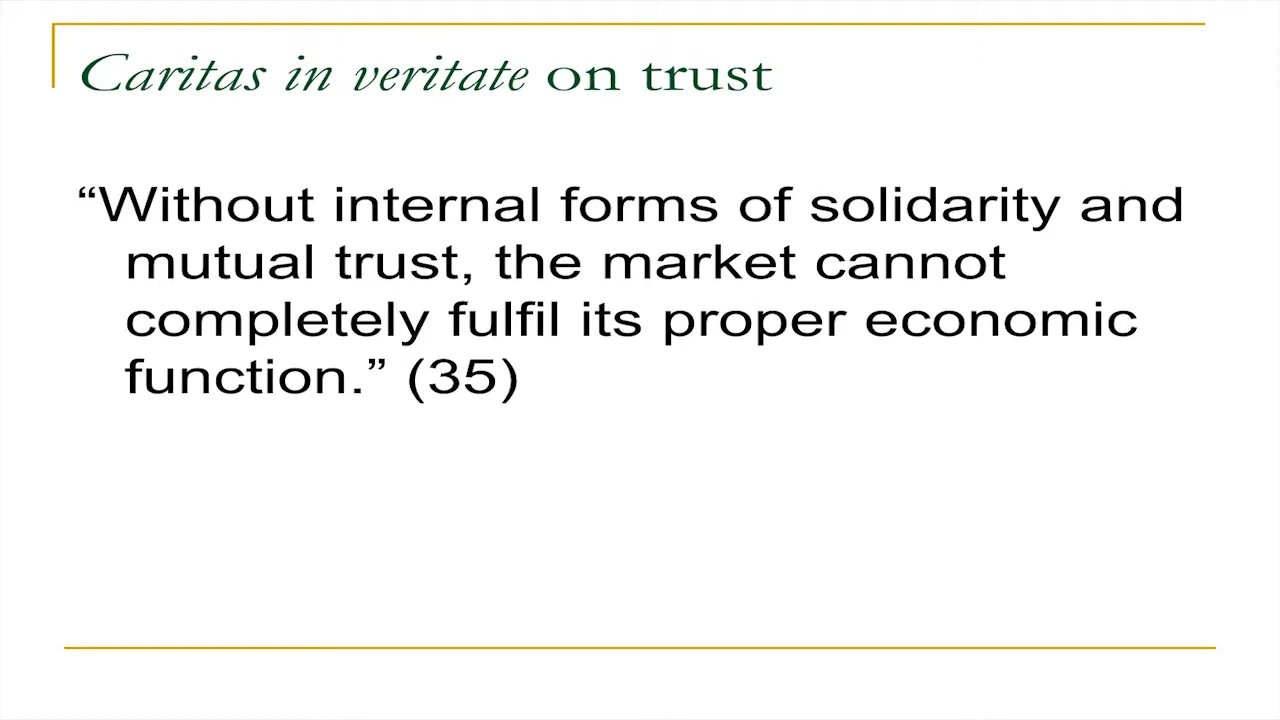 Caritas in veritate on trust
“Without internal forms of solidarity and
mutual trust, the market cannot
completely fulfil its proper economic
function.” (35)